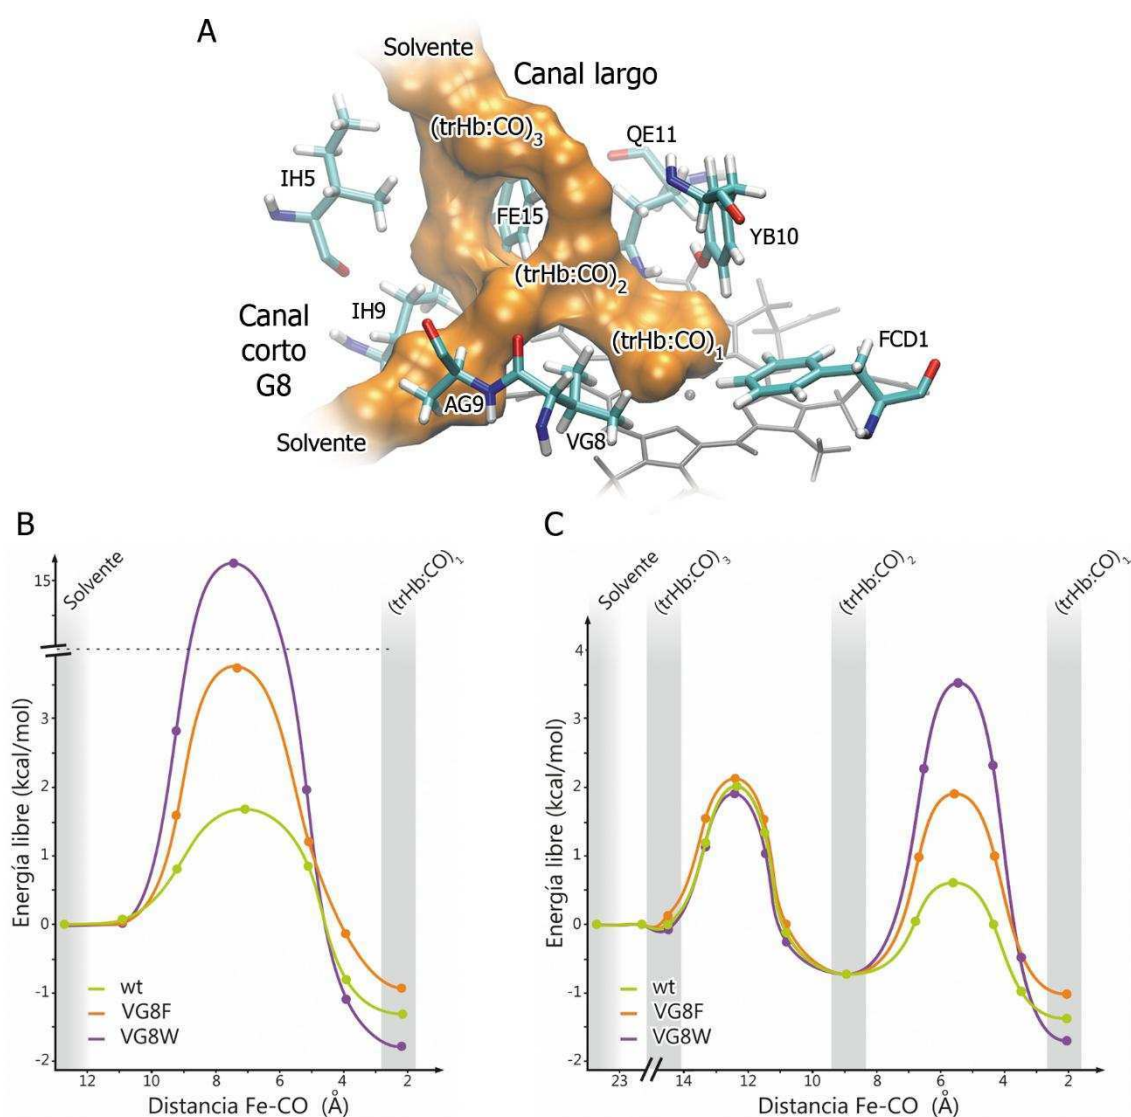 A
Solvente
Canal largo
(trHb:CO)3
QE11
IH5
YB10
FE15
(trHb:CO)2
IH9
Canal
corto
G8
(trHb:CO)1
FCD1
AG9
VG8
Solvente
B
Solvente
(trHb:CO)1
15
3
2
1
0
-1
-2
Energía libre (kcal/mol)
wt
VG8F
VG8W
12 10 8 6 4 2
Distancia Fe-CO (Å)
C
Solvente
(trHb:CO)3
(trHb:CO)2
(trHb:CO)1
4
3
2
1
0
-1
-2
Energía libre (kcal/mol)
wt
VG8F
VG8W
23 14 12 10 8 6 4 2
Distancia Fe-CO (Å)